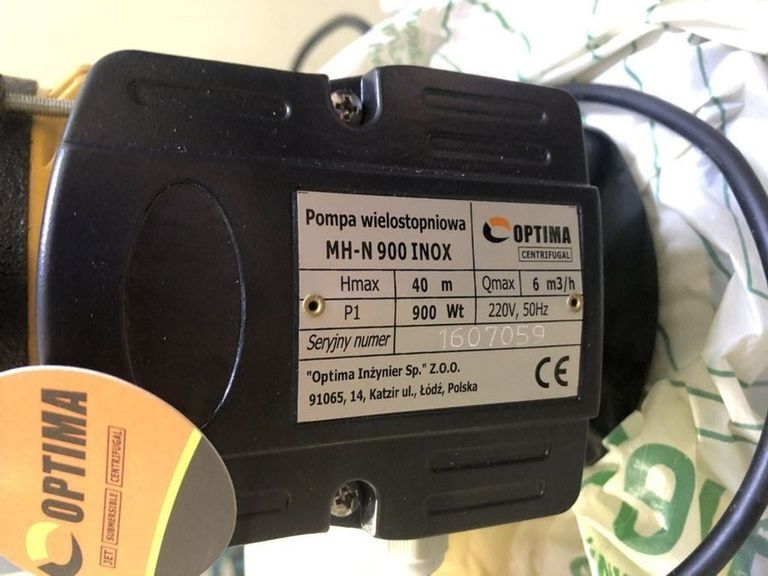 Pompa wielostopniowa
MH-N 900 INOX
OPTIMA
CENTRIFUGAL
Hmax 40 m Qmax 6 m3/h
P1 900 Wt 220V, 50Hz
Seryjny numer 1607059
"Optima Inżynier Sp." Z.O.O.
91065, 14, Katzir ul., Łódź, Polska
CE
OPTIMA
JET SUBMERSIBLE CENTRIFUGAL